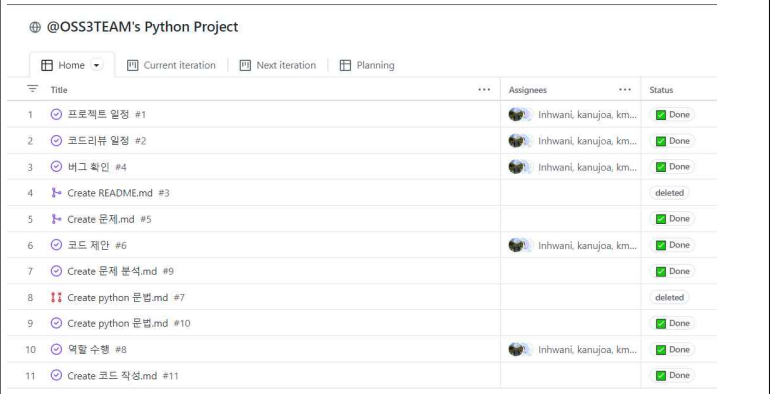 @OSS3TEAM's Python Project
Home Current iteration Next iteration Planning
Title ... Assignees ... Status
1 프로젝트 일정 #1 Inhwani, kanujoa, km... Done
2 코드리뷰 일정 #2 Inhwani, kanujoa, km... Done
3 버그 확인 #4 Inhwani, kanujoa, km... Done
4 Create README.md #3 deleted
5 Create 문제.md #5 Done
6 코드 제안 #6 Inhwani, kanujoa, km... Done
7 Create 문제 분석.md #9 Done
8 Create python 문법.md #7 deleted
9 Create python 문법.md #10 Done
10 역할 수행 #8 Inhwani, kanujoa, km... Done
11 Create 코드 작성.md #11 Done